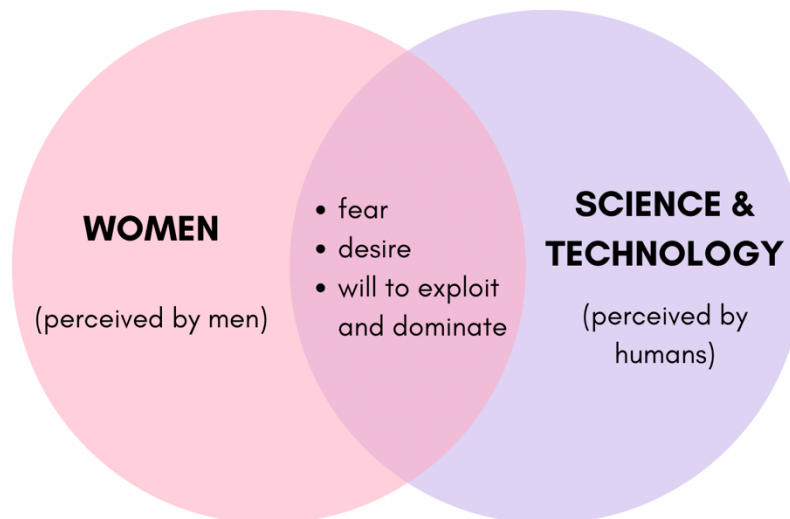 WOMEN
(perceived by men)
• fear
• desire
• will to exploit
and dominate
SCIENCE &
TECHNOLOGY
(perceived by
humans)